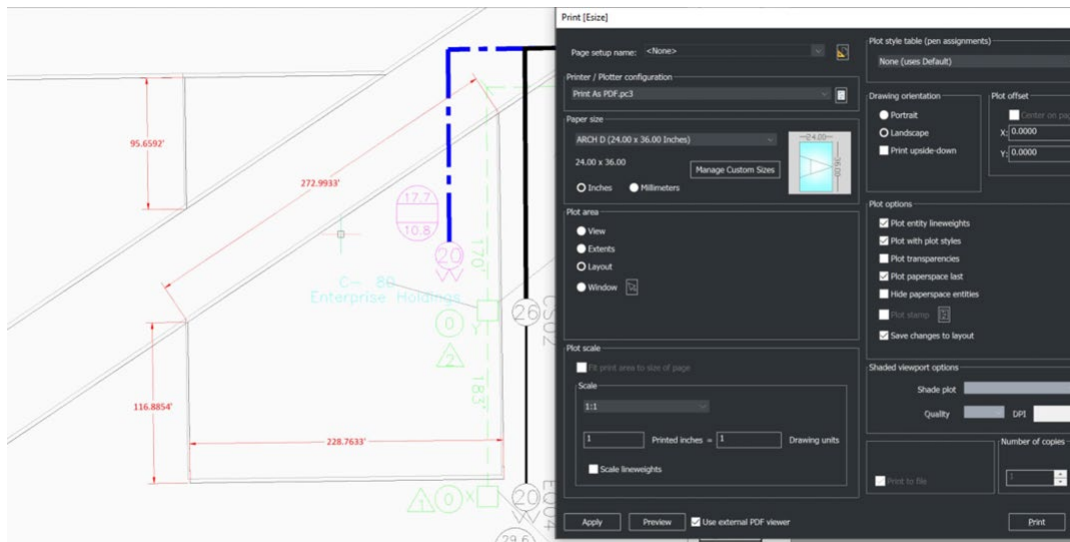 95.6592'
272.9933'
17.7
10.8
20
170'
C- 80
Enterprise Holdings
0
Y
26
CS02
2
183'
116.8854'
228.7633'
1
0
X
20
EQ04
29.6
Print [Esize]
Page setup name: <None>
Printer / Plotter configuration
Print As PDF.pc3
Paper size
ARCH D (24.00 x 36.00 Inches)
24.00 x 36.00
Manage Custom Sizes
Inches Millimeters
24.00
36.00
Plot area
View
Extents
Layout
Window
Plot scale
Fit print area to size of page
Scale
1:1
1 Printed inches = 1 Drawing units
Scale lineweights
Apply Preview Use external PDF viewer
Plot style table (pen assignments)
None (uses Default)
Drawing orientation
Portrait
Landscape
Print upside-down
Plot offset
Center on pag
X: 0.0000
Y: 0.0000
Plot options
Plot entity lineweights
Plot with plot styles
Plot transparencies
Plot paperspace last
Hide paperspace entities
Plot stamp
Save changes to layout
Shaded viewport options
Shade plot
Quality DPI
Print to file
Number of copies
1
Print